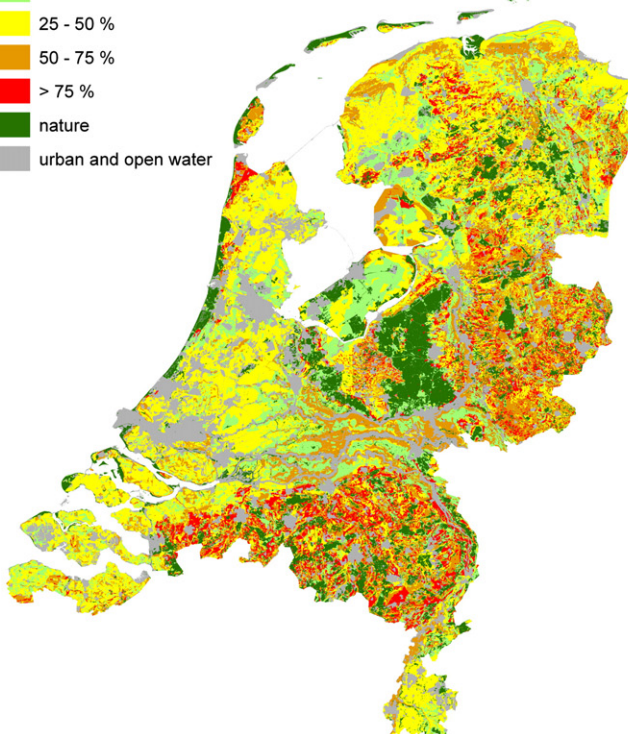 25 - 50 %
50 - 75 %
> 75 %
nature
urban and open water